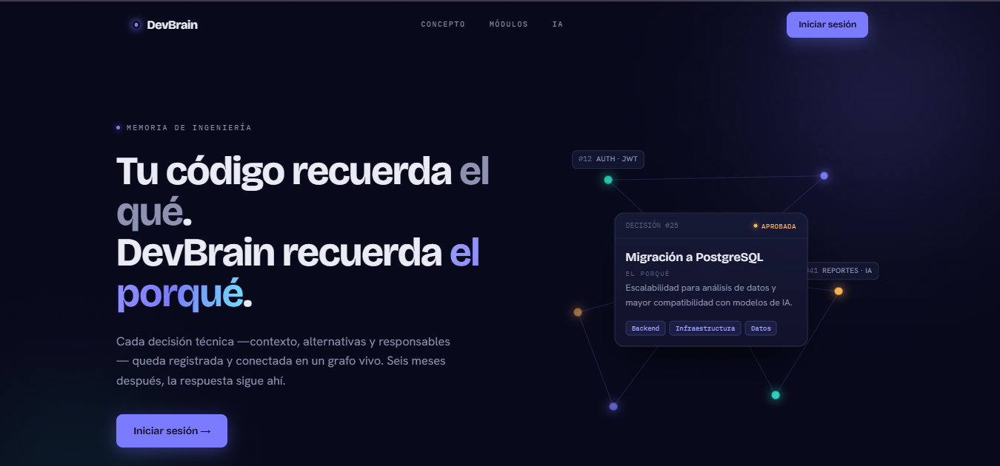 DevBrain
CONCEPTO
MÓDULOS
IA
Iniciar sesión
MEMORIA DE INGENIERÍA
Tu código recuerda el
qué.
DevBrain recuerda el
porqué.
Cada decisión técnica —contexto, alternativas y responsables
— queda registrada y conectada en un grafo vivo. Seis meses
después, la respuesta sigue ahí.
Iniciar sesión →
#12 AUTH · JWT
DECISIÓN #25
APROBADA
Migración a PostgreSQL
EL PORQUÉ
Escalabilidad para análisis de datos y
mayor compatibilidad con modelos de IA.
Backend
Infraestructura
Datos
#41 REPORTES · IA